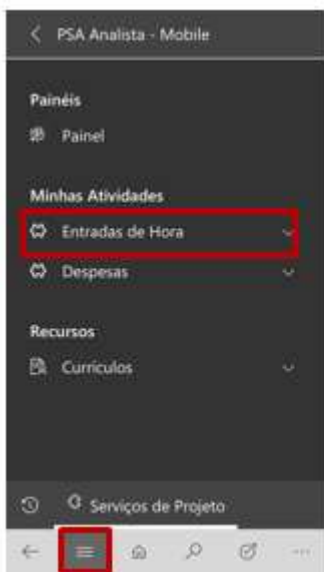 PSA Analista - Mobile
Painéis
Painel
Minhas Atividades
Entradas de Hora
Despesas
Recursos
Currículos
Serviços de Projeto